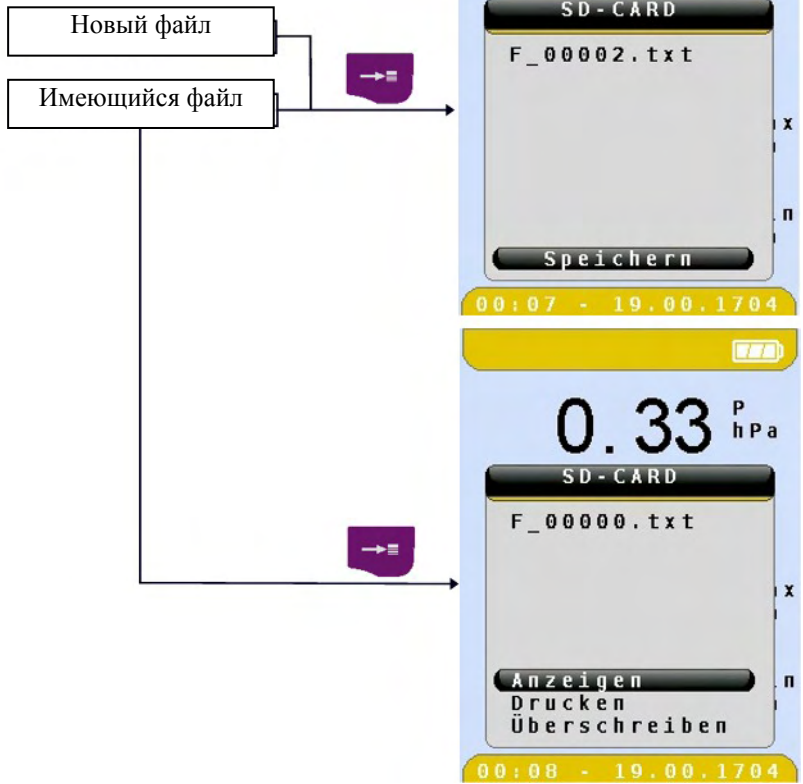 Новый файл
Имеющийся файл
SD-CARD
F_00002.txt
x
n
Speichern
00:07 - 19.00.1704
0.33 P hPa
SD-CARD
F_00000.txt
x
Anzeigen
n
Drucken
Überschreiben
00:08 - 19.00.1704